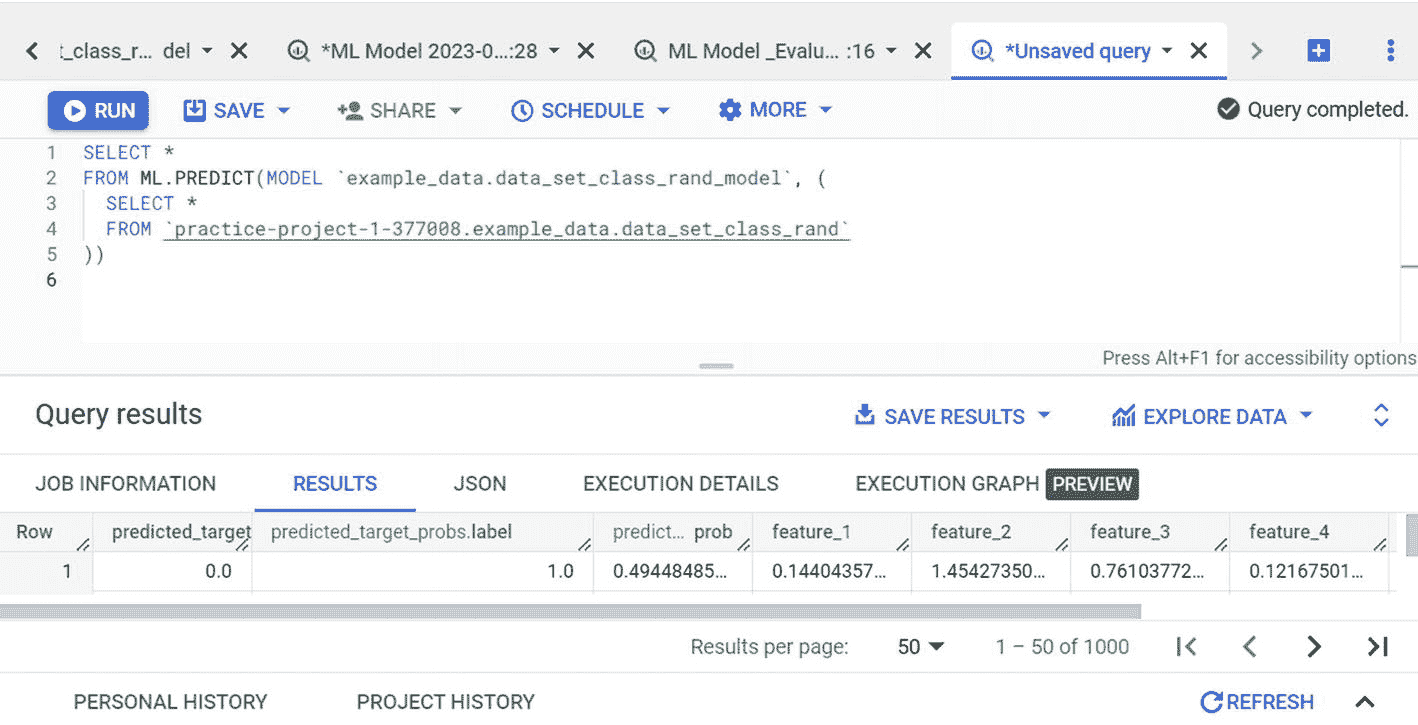 t_class_r... del *ML Model 2023-0...:28 ML Model _Evalu... :16 *Unsaved query
RUN SAVE SHARE SCHEDULE MORE Query completed.
1 SELECT *
2 FROM ML.PREDICT(MODEL `example_data.data_set_class_rand_model`, (
3 SELECT *
4 FROM `practice-project-1-377008.example_data.data_set_class_rand`
5 ))
6
Press Alt+F1 for accessibility options
Query results SAVE RESULTS EXPLORE DATA
JOB INFORMATION RESULTS JSON EXECUTION DETAILS EXECUTION GRAPH PREVIEW
Row predicted_target predicted_target_probs.label predict... prob feature_1 feature_2 feature_3 feature_4
1 0.0 1.0 0.49448485... 0.14404357... 1.45427350... 0.76103772... 0.12167501...
Results per page: 50 1 – 50 of 1000
PERSONAL HISTORY PROJECT HISTORY REFRESH